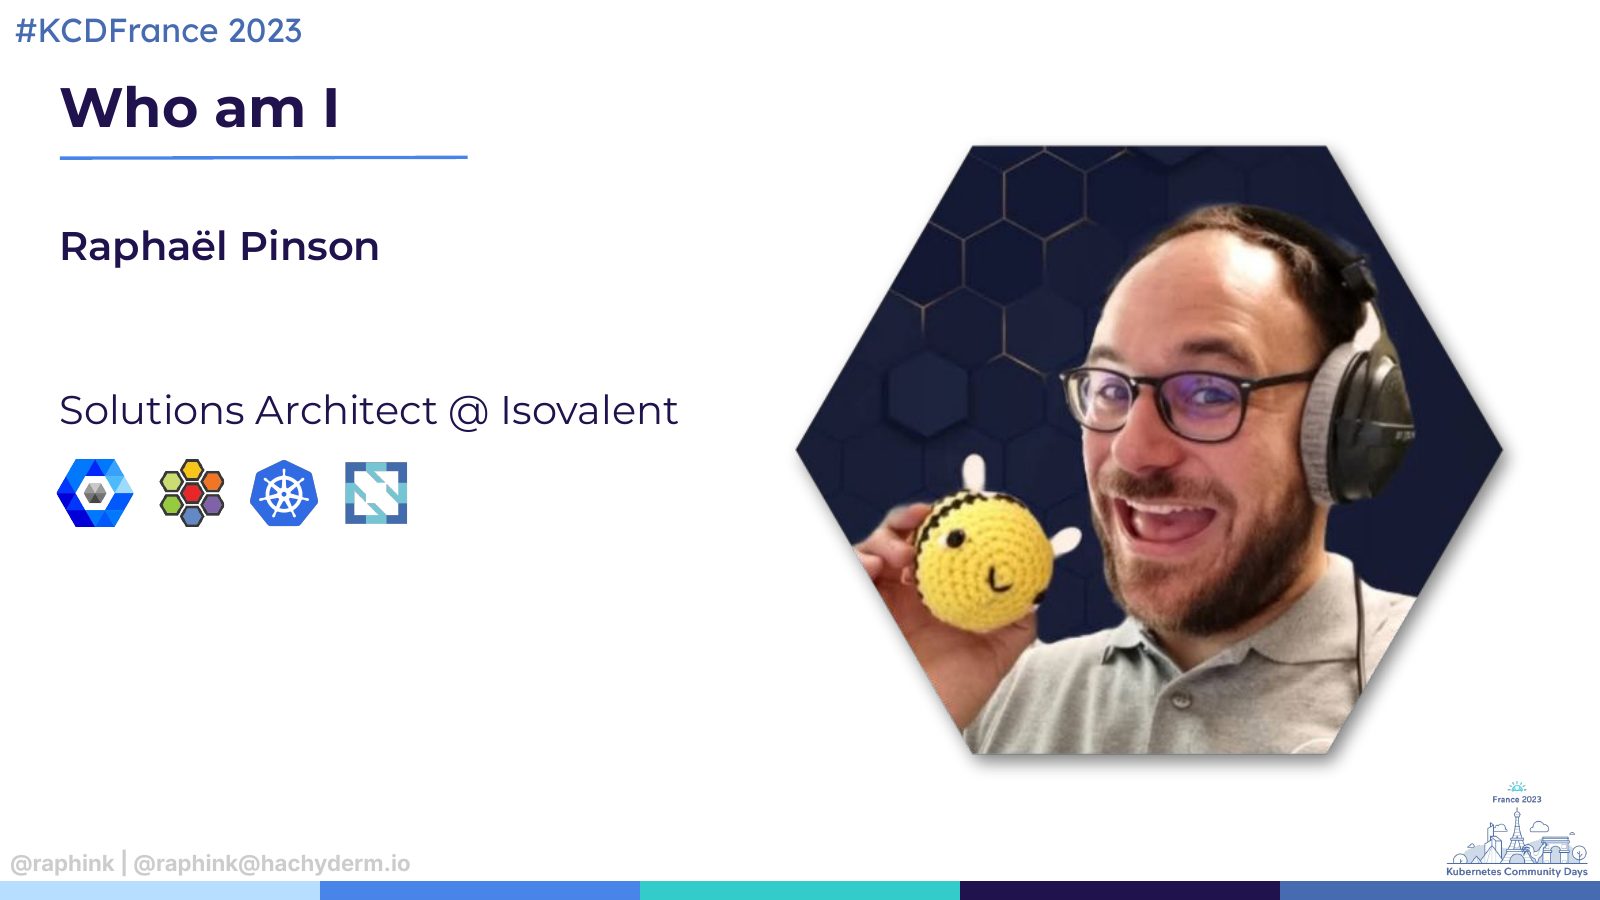 #KCDFrance 2023
Who am I
Raphaël Pinson
Solutions Architect @ Isovalent
France 2023
Kubernetes Community Days
@raphink | @raphink@hachyderm.io